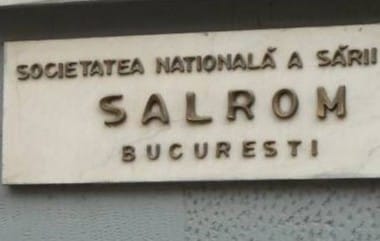 SOCIETATEA NATIONALĂ A SĂRII
SALROM
BUCURESTI